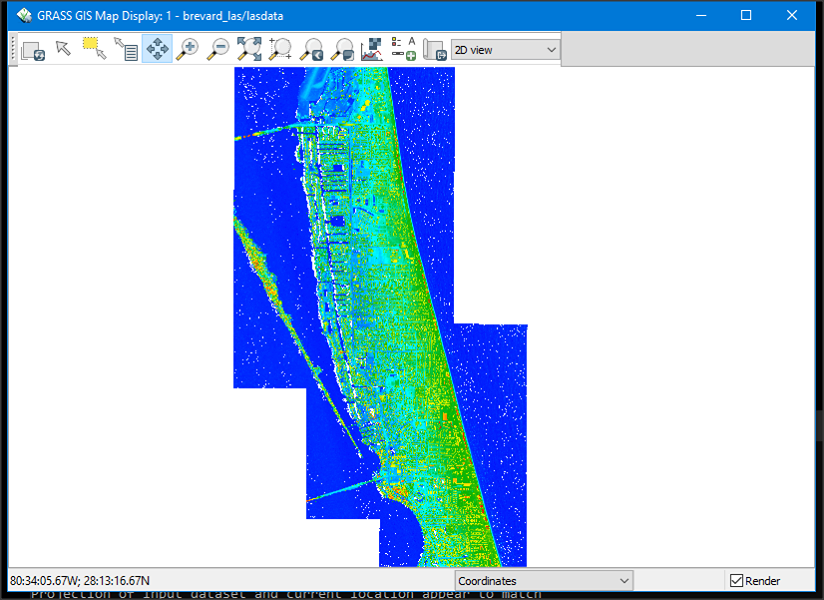 GRASS GIS Map Display: 1 - brevard_las/lasdata
2D view
80:34:05.67W; 28:13:16.67N
Coordinates
Render
Projection of input dataset and current location appear to match